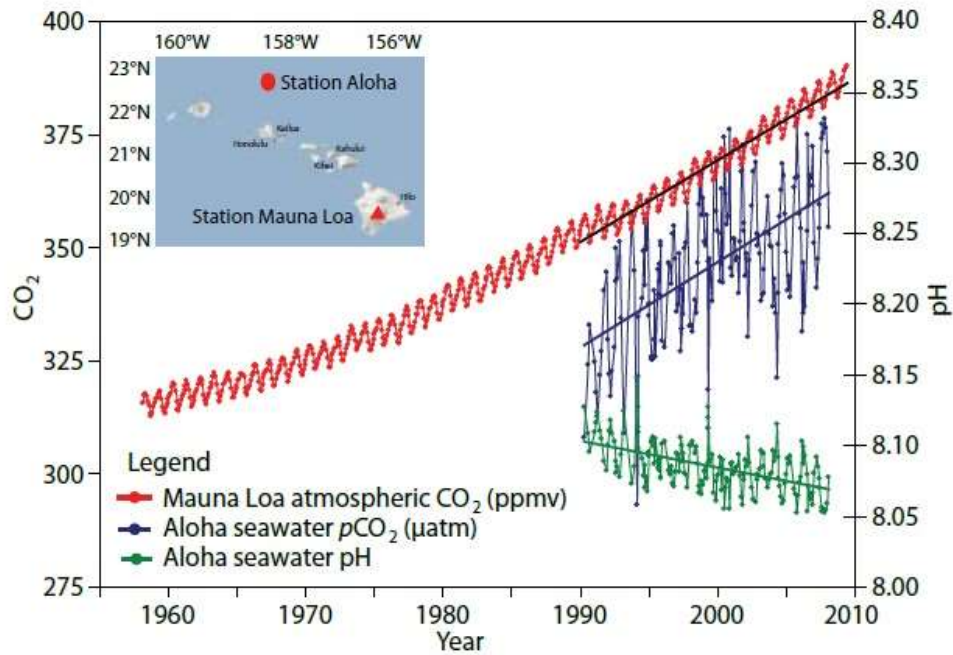 400
375
350
325
300
275
CO2
8.40
8.35
8.30
8.25
8.20
8.15
8.10
8.05
8.00
pH
160°W 158°W 156°W
23°N
22°N
21°N
20°N
19°N
Station Aloha
Kailua
Honolulu
Kahului
Kihei
Hilo
Station Mauna Loa
Legend
Mauna Loa atmospheric CO2 (ppmv)
Aloha seawater pCO2 (µatm)
Aloha seawater pH
1960 1970 1980 1990 2000 2010
Year